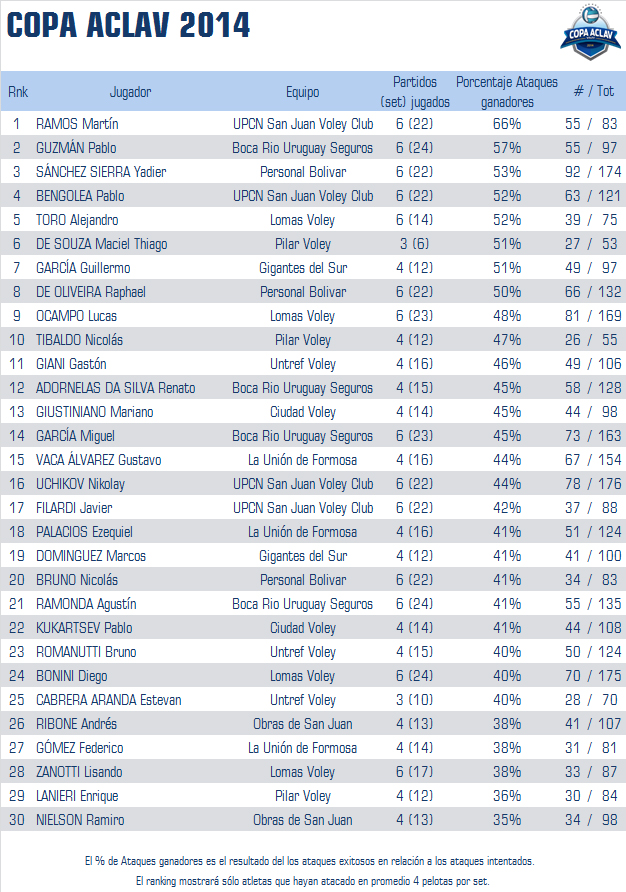 COPA ACLAV 2014
COPA ACLAV
Rnk Jugador Equipo Partidos (set) jugados Porcentaje Ataques ganadores # / Tot
1 RAMOS Martín UPCN San Juan Voley Club 6 (22) 66% 55 / 83
2 GUZMÁN Pablo Boca Rio Uruguay Seguros 6 (24) 57% 55 / 97
3 SÁNCHEZ SIERRA Yadier Personal Bolivar 6 (22) 53% 92 / 174
4 BENGOLEA Pablo UPCN San Juan Voley Club 6 (22) 52% 63 / 121
5 TORO Alejandro Lomas Voley 6 (14) 52% 39 / 75
6 DE SOUZA Maciel Thiago Pilar Voley 3 (6) 51% 27 / 53
7 GARCÍA Guillermo Gigantes del Sur 4 (12) 51% 49 / 97
8 DE OLIVEIRA Raphael Personal Bolivar 6 (22) 50% 66 / 132
9 OCAMPO Lucas Lomas Voley 6 (23) 48% 81 / 169
10 TIBALDO Nicolás Pilar Voley 4 (12) 47% 26 / 55
11 GIANI Gastón Untref Voley 4 (16) 46% 49 / 106
12 ADORNELAS DA SILVA Renato Boca Rio Uruguay Seguros 4 (15) 45% 58 / 128
13 GIUSTINIANO Mariano Ciudad Voley 4 (14) 45% 44 / 98
14 GARCÍA Miguel Boca Rio Uruguay Seguros 6 (23) 45% 73 / 163
15 VACA ÁLVAREZ Gustavo La Unión de Formosa 4 (16) 44% 67 / 154
16 UCHIKOV Nikolay UPCN San Juan Voley Club 6 (22) 44% 78 / 176
17 FILARDI Javier UPCN San Juan Voley Club 6 (22) 42% 37 / 88
18 PALACIOS Ezequiel La Unión de Formosa 4 (16) 41% 51 / 124
19 DOMINGUEZ Marcos Gigantes del Sur 4 (12) 41% 41 / 100
20 BRUNO Nicolás Personal Bolivar 6 (22) 41% 34 / 83
21 RAMONDA Agustín Boca Rio Uruguay Seguros 6 (24) 41% 55 / 135
22 KUKARTSEV Pablo Ciudad Voley 4 (14) 41% 44 / 108
23 ROMANUTTI Bruno Untref Voley 4 (15) 40% 50 / 124
24 BONINI Diego Lomas Voley 6 (24) 40% 70 / 175
25 CABRERA ARANDA Estevan Untref Voley 3 (10) 40% 28 / 70
26 RIBONE Andrés Obras de San Juan 4 (13) 38% 41 / 107
27 GÓMEZ Federico La Unión de Formosa 4 (14) 38% 31 / 81
28 ZANOTTI Lisando Lomas Voley 6 (17) 38% 33 / 87
29 LANIERI Enrique Pilar Voley 4 (12) 36% 30 / 84
30 NIELSON Ramiro Obras de San Juan 4 (13) 35% 34 / 98
El % de Ataques ganadores es el resultado del los ataques exitosos en relación a los ataques intentados.
El ranking mostrará sólo atletas que hayan atacado en promedio 4 pelotas por set.